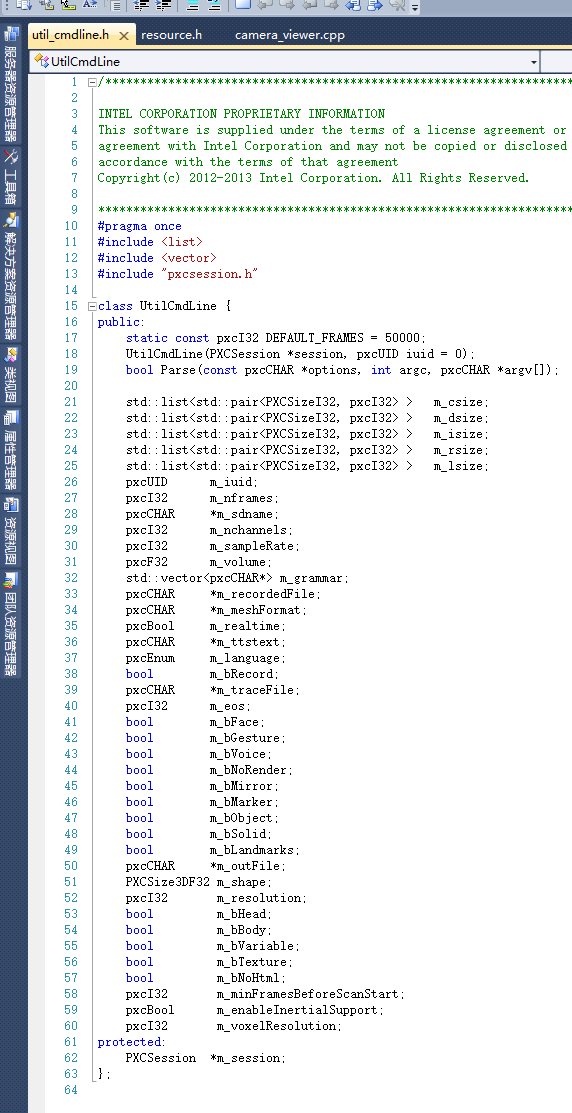 util_cmdline.h
resource.h
camera_viewer.cpp
UtilCmdLine
服务器资源管理器
工具箱
解决方案资源管理器
类视图
属性管理器
资源视图
团队资源管理器
1 /*******************************************************************
2
3 INTEL CORPORATION PROPRIETARY INFORMATION
4 This software is supplied under the terms of a license agreement or
5 agreement with Intel Corporation and may not be copied or disclosed
6 accordance with the terms of that agreement
7 Copyright(c) 2012-2013 Intel Corporation. All Rights Reserved.
8
9 ********************************************************************
10 #pragma once
11 #include <list>
12 #include <vector>
13 #include "pxcsession.h"
14
15 class UtilCmdLine {
16 public:
17 static const pxcI32 DEFAULT_FRAMES = 50000;
18 UtilCmdLine(PXCSession *session, pxcUID iuid = 0);
19 bool Parse(const pxcCHAR *options, int argc, pxcCHAR *argv[]);
20
21 std::list<std::pair<PXCSizeI32, pxcI32> > m_csize;
22 std::list<std::pair<PXCSizeI32, pxcI32> > m_dsize;
23 std::list<std::pair<PXCSizeI32, pxcI32> > m_isize;
24 std::list<std::pair<PXCSizeI32, pxcI32> > m_rsize;
25 std::list<std::pair<PXCSizeI32, pxcI32> > m_lsize;
26 pxcUID m_iuid;
27 pxcI32 m_nframes;
28 pxcCHAR *m_sdname;
29 pxcI32 m_nchannels;
30 pxcI32 m_sampleRate;
31 pxcF32 m_volume;
32 std::vector<pxcCHAR*> m_grammar;
33 pxcCHAR *m_recordedFile;
34 pxcCHAR *m_meshFormat;
35 pxcBool m_realtime;
36 pxcCHAR *m_ttstext;
37 pxcEnum m_language;
38 bool m_bRecord;
39 pxcCHAR *m_traceFile;
40 pxcI32 m_eos;
41 bool m_bFace;
42 bool m_bGesture;
43 bool m_bVoice;
44 bool m_bNoRender;
45 bool m_bMirror;
46 bool m_bMarker;
47 bool m_bObject;
48 bool m_bSolid;
49 bool m_bLandmarks;
50 pxcCHAR *m_outFile;
51 PXCSize3DF32 m_shape;
52 pxcI32 m_resolution;
53 bool m_bHead;
54 bool m_bBody;
55 bool m_bVariable;
56 bool m_bTexture;
57 bool m_bNoHtml;
58 pxcI32 m_minFramesBeforeScanStart;
59 pxcBool m_enableInertialSupport;
60 pxcI32 m_voxelResolution;
61 protected:
62 PXCSession *m_session;
63 };
64